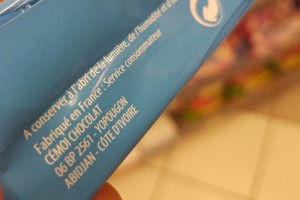 A conserver à l'abri de la lumière, de l'humidité et d'o
Fabriqué en France - Service consommateur
CÉMOI CHOCOLAT
06 BP 2561, YOPOUGON
ABIDJAN - CÔTE D'IVOIRE